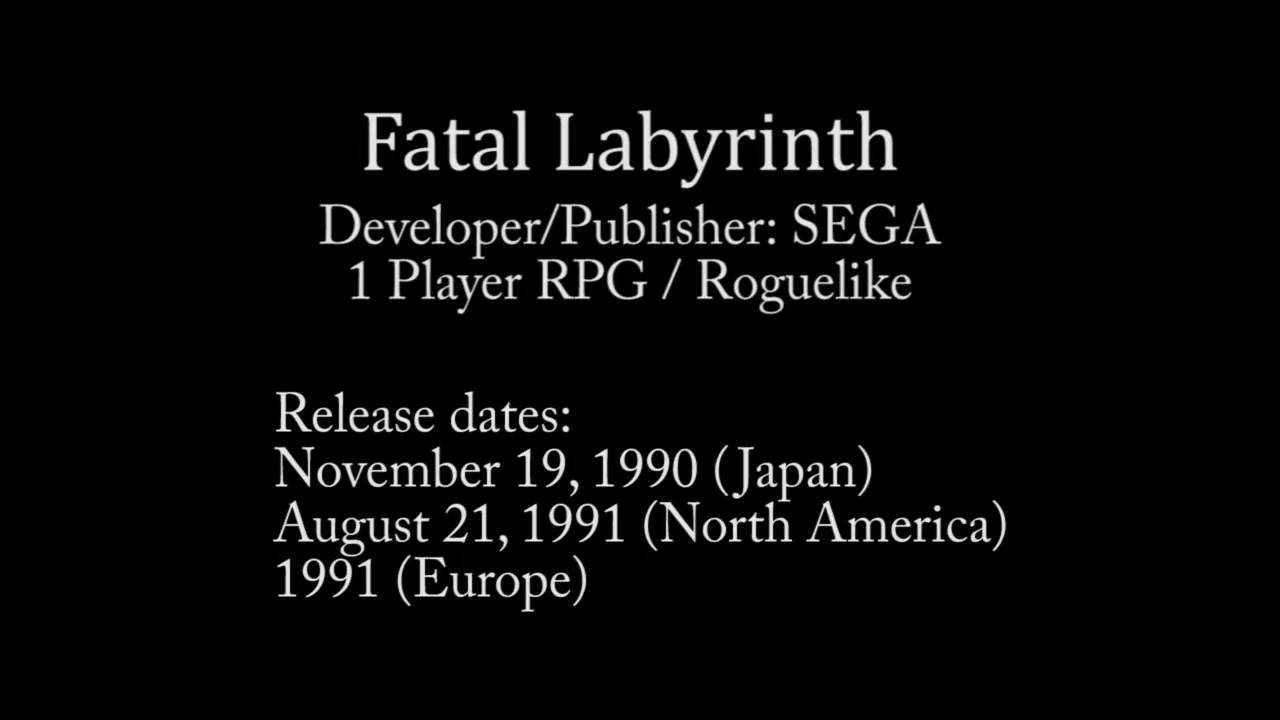 Fatal Labyrinth
Developer/Publisher: SEGA
1 Player RPG / Roguelike
Release dates:
November 19, 1990 (Japan)
August 21, 1991 (North America)
1991 (Europe)